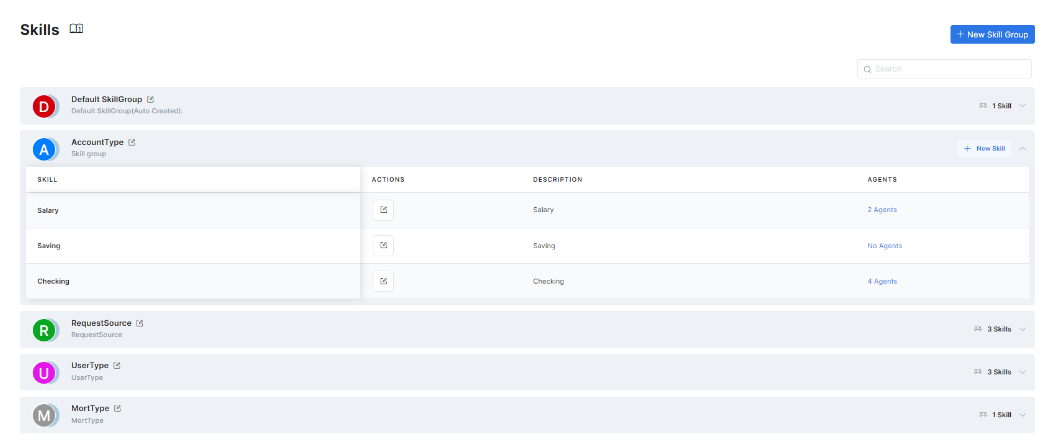 Skills
+ New Skill Group
Search
D Default SkillGroup
Default SkillGroup(Auto Created).
1 Skill
A AccountType
Skill group
+ New Skill
SKILL ACTIONS DESCRIPTION AGENTS
Salary Salary 2 Agents
Saving Saving No Agents
Checking Checking 4 Agents
R RequestSource
RequestSource
3 Skills
U UserType
UserType
3 Skills
M MortType
MortType
1 Skill